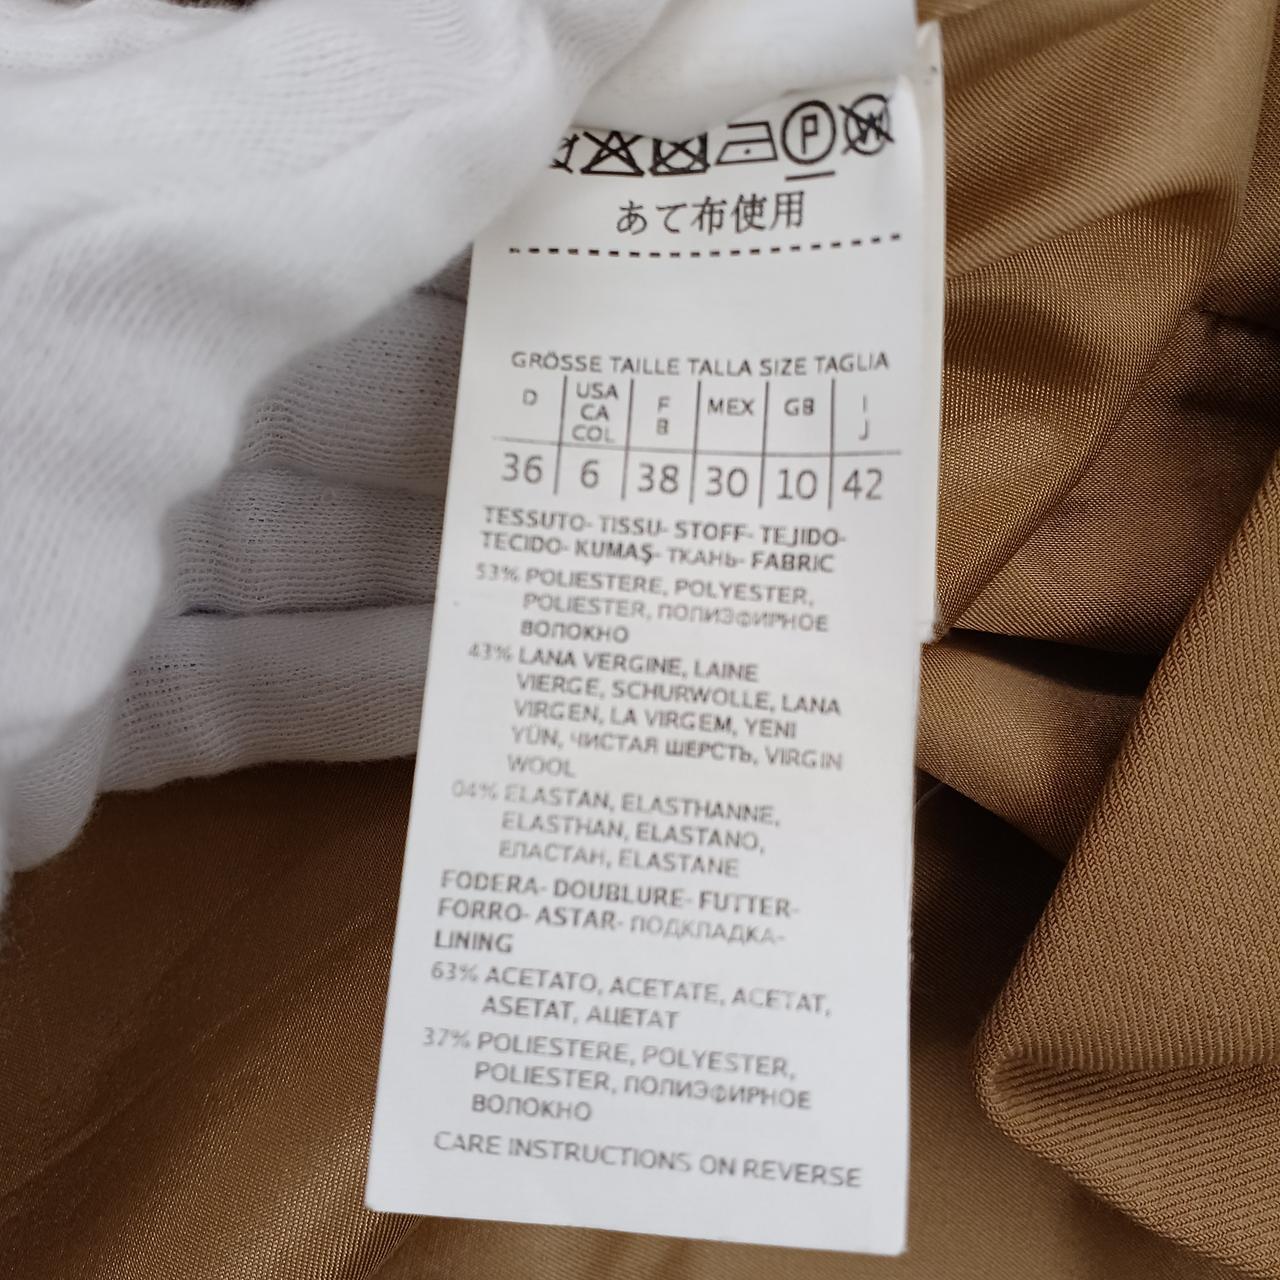 P W
あて布使用
GRÖSSE TAILLE TALLA SIZE TAGLIA
D USA CA COL F B MEX GB I J
36 6 38 30 10 42
TESSUTO- TISSU- STOFF- TEJIDO-
TECIDO- KUMAŞ- ТКАНЬ- FABRIC
53% POLIESTERE, POLYESTER,
POLIESTER, ПОЛИЭФИРНОЕ
ВОЛОКНО
43% LANA VERGINE, LAINE
VIERGE, SCHURWOLLE, LANA
VIRGEN, LA VIRGEM, YENI
YÜN, ЧИСТАЯ ШЕРСТЬ, VIRGIN
WOOL
04% ELASTAN, ELASTHANNE,
ELASTHAN, ELASTANO,
ЕЛАСТАН, ELASTANE
FODERA- DOUBLURE- FUTTER-
FORRO- ASTAR- ПОДКЛАДКА-
LINING
63% ACETATO, ACETATE, ACETAT,
ASETAT, АЦЕТАТ
37% POLIESTERE, POLYESTER,
POLIESTER, ПОЛИЭФИРНОЕ
ВОЛОКНО
CARE INSTRUCTIONS ON REVERSE